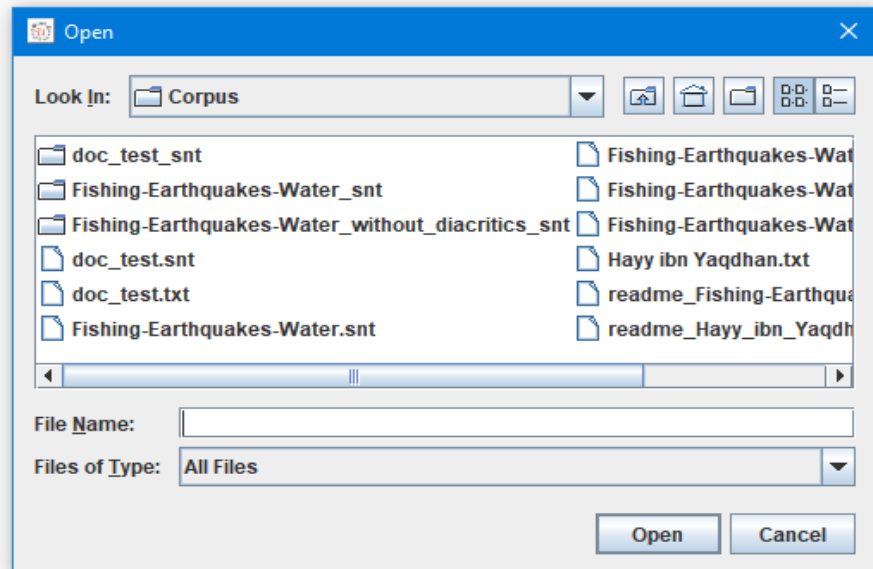 Open
Look In: Corpus
doc_test_snt
Fishing-Earthquakes-Water_snt
Fishing-Earthquakes-Water_without_diacritics_snt
doc_test.snt
doc_test.txt
Fishing-Earthquakes-Water.snt
Fishing-Earthquakes-Wat
Fishing-Earthquakes-Wat
Fishing-Earthquakes-Wat
Hayy ibn Yaqdhan.txt
readme_Fishing-Earthqua
readme_Hayy_ibn_Yaqdh
File Name:
Files of Type: All Files
Open Cancel